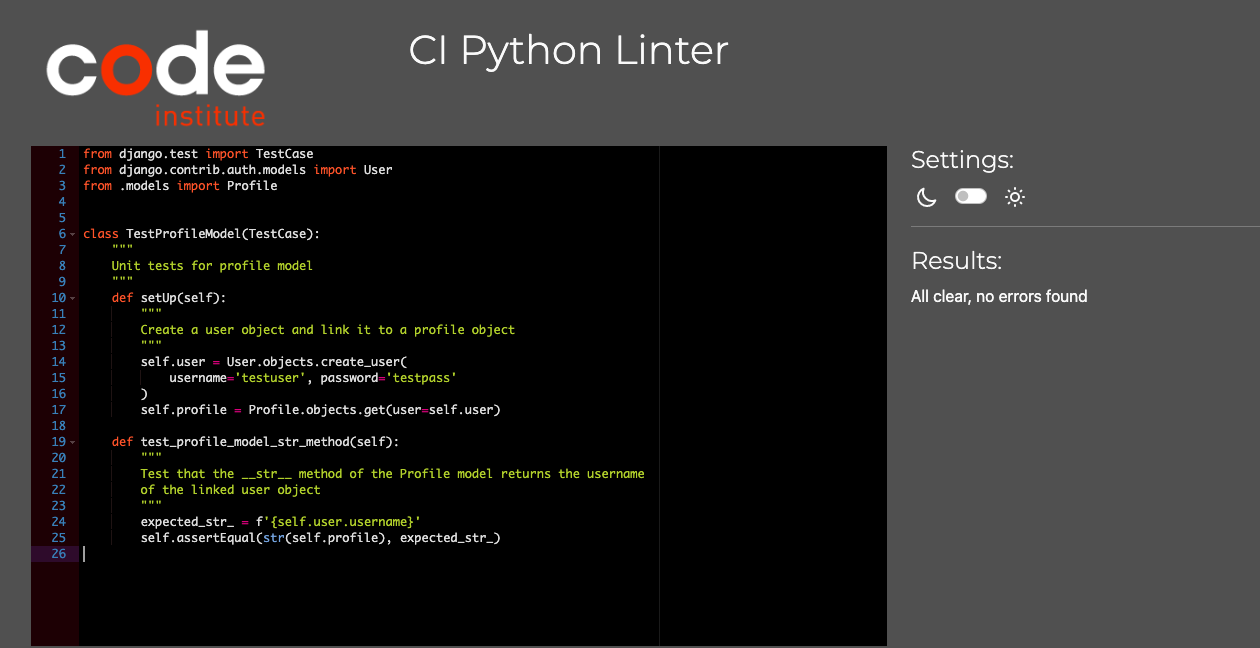 code
institute
CI Python Linter
1 from django.test import TestCase
2 from django.contrib.auth.models import User
3 from .models import Profile
4
5
6 class TestProfileModel(TestCase):
7     """
8     Unit tests for profile model
9     """
10     def setUp(self):
11         """
12         Create a user object and link it to a profile object
13         """
14         self.user = User.objects.create_user(
15             username='testuser', password='testpass'
16         )
17         self.profile = Profile.objects.get(user=self.user)
18
19     def test_profile_model_str_method(self):
20         """
21         Test that the __str__ method of the Profile model returns the username
22         of the linked user object
23         """
24         expected_str_ = f'{self.user.username}'
25         self.assertEqual(str(self.profile), expected_str_)
26
Settings:
Results:
All clear, no errors found